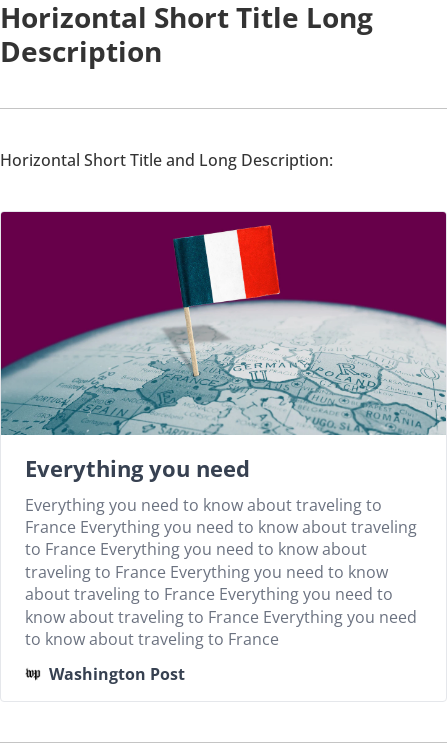 Horizontal Short Title Long
Description
Horizontal Short Title and Long Description:
FRANCE
GERMANY
POLAND
SPAIN
ROMANIA
Everything you need
Everything you need to know about traveling to
France Everything you need to know about traveling
to France Everything you need to know about
traveling to France Everything you need to know
about traveling to France Everything you need to
know about traveling to France Everything you need
to know about traveling to France
wp Washington Post